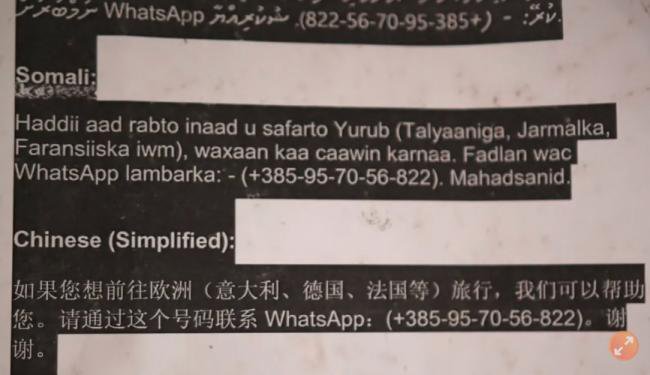 ކުރޭ: - (+385-95-70-56-822). ޝުކުރިއްޔާ WhatsApp
Somali:
Haddii aad rabto inaad u safarto Yurub (Talyaaniga, Jarmalka,
Faransiiska iwm), waxaan kaa caawin karnaa. Fadlan wac
WhatsApp lambarka: - (+385-95-70-56-822). Mahadsanid.
Chinese (Simplified):
如果您想前往欧洲（意大利、德国、法国等）旅行，我们可以帮助
您。请通过这个号码联系 WhatsApp：(+385-95-70-56-822)。谢
谢。